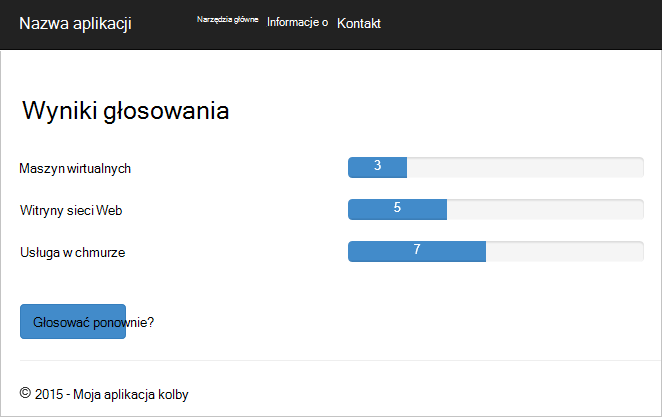 Nazwa aplikacji Narzędzia główne Informacje o Kontakt
Wyniki głosowania
Maszyn wirtualnych 3
Witryny sieci Web 5
Usługa w chmurze 7
Głosować ponownie?
© 2015 - Moja aplikacja kolby